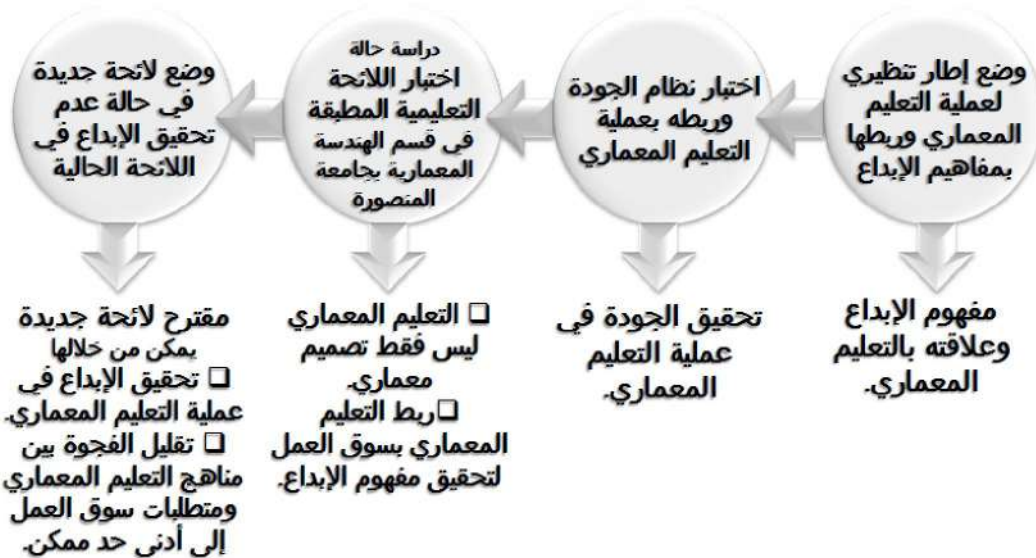 وضع إطار تنظيري
لعملية التعليم
المعماري وربطها
بمفاهيم الإبداع
اختبار نظام الجودة
وربطه بعملية
التعليم المعماري
دراسة حالة
اختبار اللائحة
التعليمية المطبقة
في قسم الهندسة
المعمارية بجامعة
المنصورة
وضع لائحة جديدة
في حالة عدم
تحقيق الإبداع في
اللائحة الحالية
مفهوم الإبداع
وعلاقته بالتعليم
المعماري.
تحقيق الجودة في
عملية التعليم
المعماري.
❑ التعليم المعماري
ليس فقط تصميم
معماري.
❑ربط التعليم
المعماري بسوق العمل
لتحقيق مفهوم الإبداع.
مقترح لائحة جديدة
يمكن من خلالها
❑ تحقيق الإبداع في
عملية التعليم المعماري.
❑ تقليل الفجوة بين
مناهج التعليم المعماري
ومتطلبات سوق العمل
إلى أدنى حد ممكن.